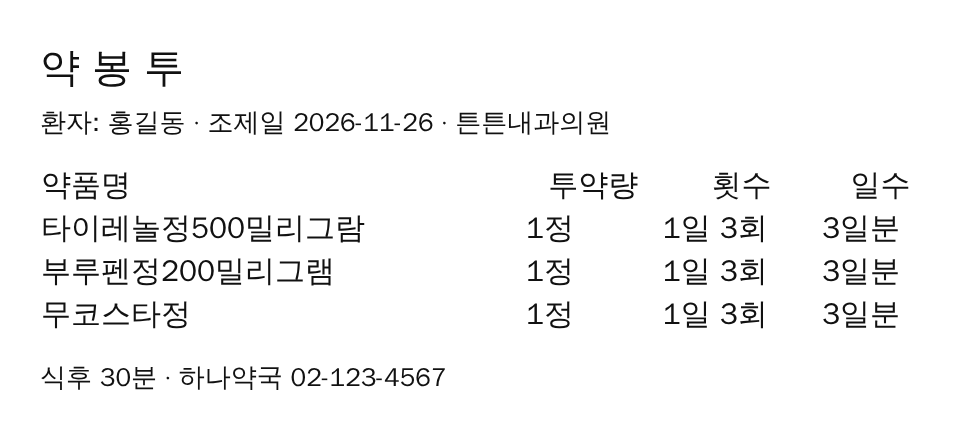 약 봉 투
환자: 홍길동 · 조제일 2026-11-26 · 튼튼내과의원
약품명 투약량 횟수 일수
타이레놀정500밀리그람 1정 1일 3회 3일분
부루펜정200밀리그램 1정 1일 3회 3일분
무코스타정 1정 1일 3회 3일분
식후 30분 · 하나약국 02-123-4567